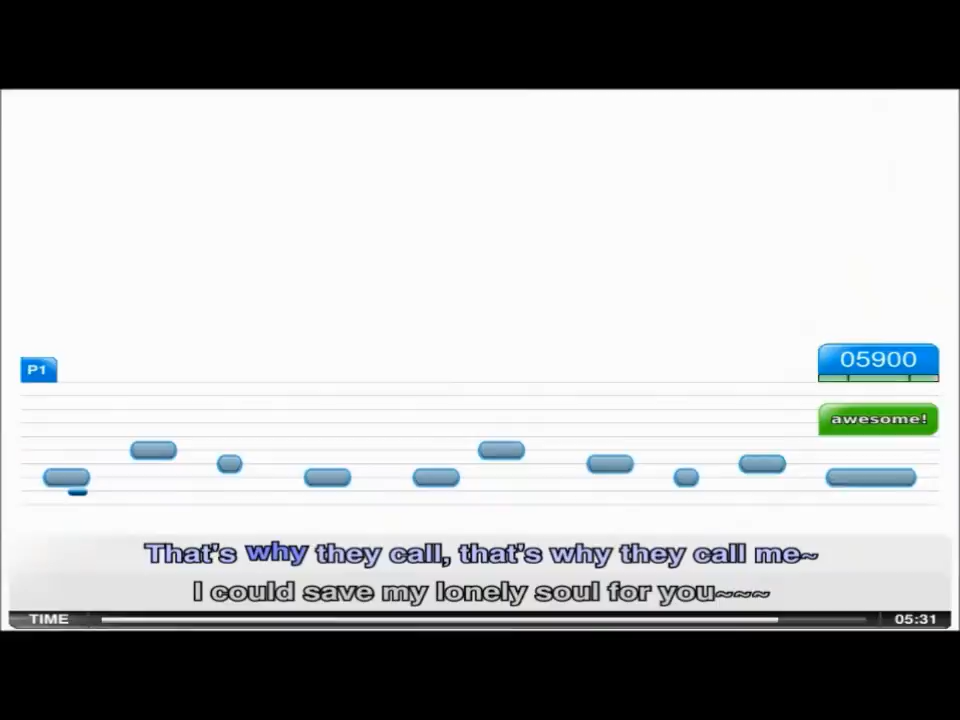 P1
05900
awesome!
That's why they call, that's why they call me~
I could save my lonely soul for you~~~
TIME
05:31